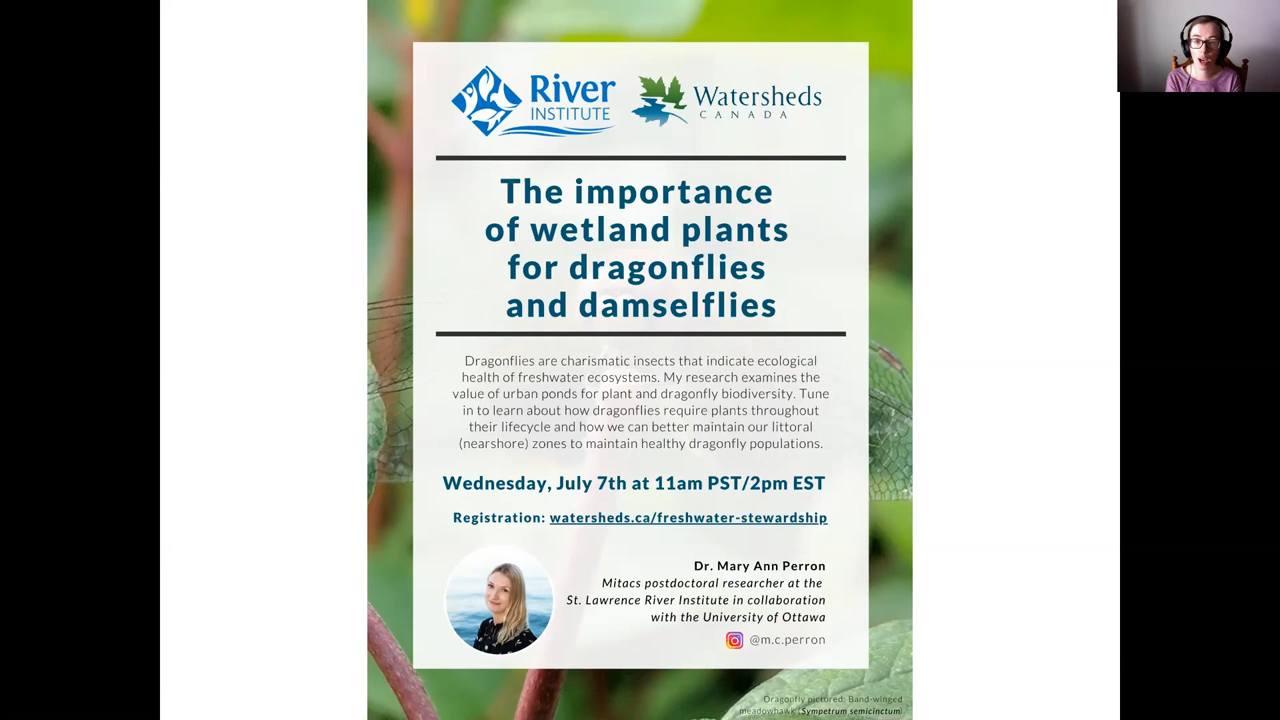 River
INSTITUTE
Watersheds
CANADA
The importance
of wetland plants
for dragonflies
and damselflies
Dragonflies are charismatic insects that indicate ecological
health of freshwater ecosystems. My research examines the
value of urban ponds for plant and dragonfly biodiversity. Tune
in to learn about how dragonflies require plants throughout
their lifecycle and how we can better maintain our littoral
(nearshore) zones to maintain healthy dragonfly populations.
Wednesday, July 7th at 11am PST/2pm EST
Registration: watersheds.ca/freshwater-stewardship
Dr. Mary Ann Perron
Mitacs postdoctoral researcher at the
St. Lawrence River Institute in collaboration
with the University of Ottawa
@m.c.perron
Dragonfly pictured: Band-winged
meadowhawk (Sympetrum semicinctum)